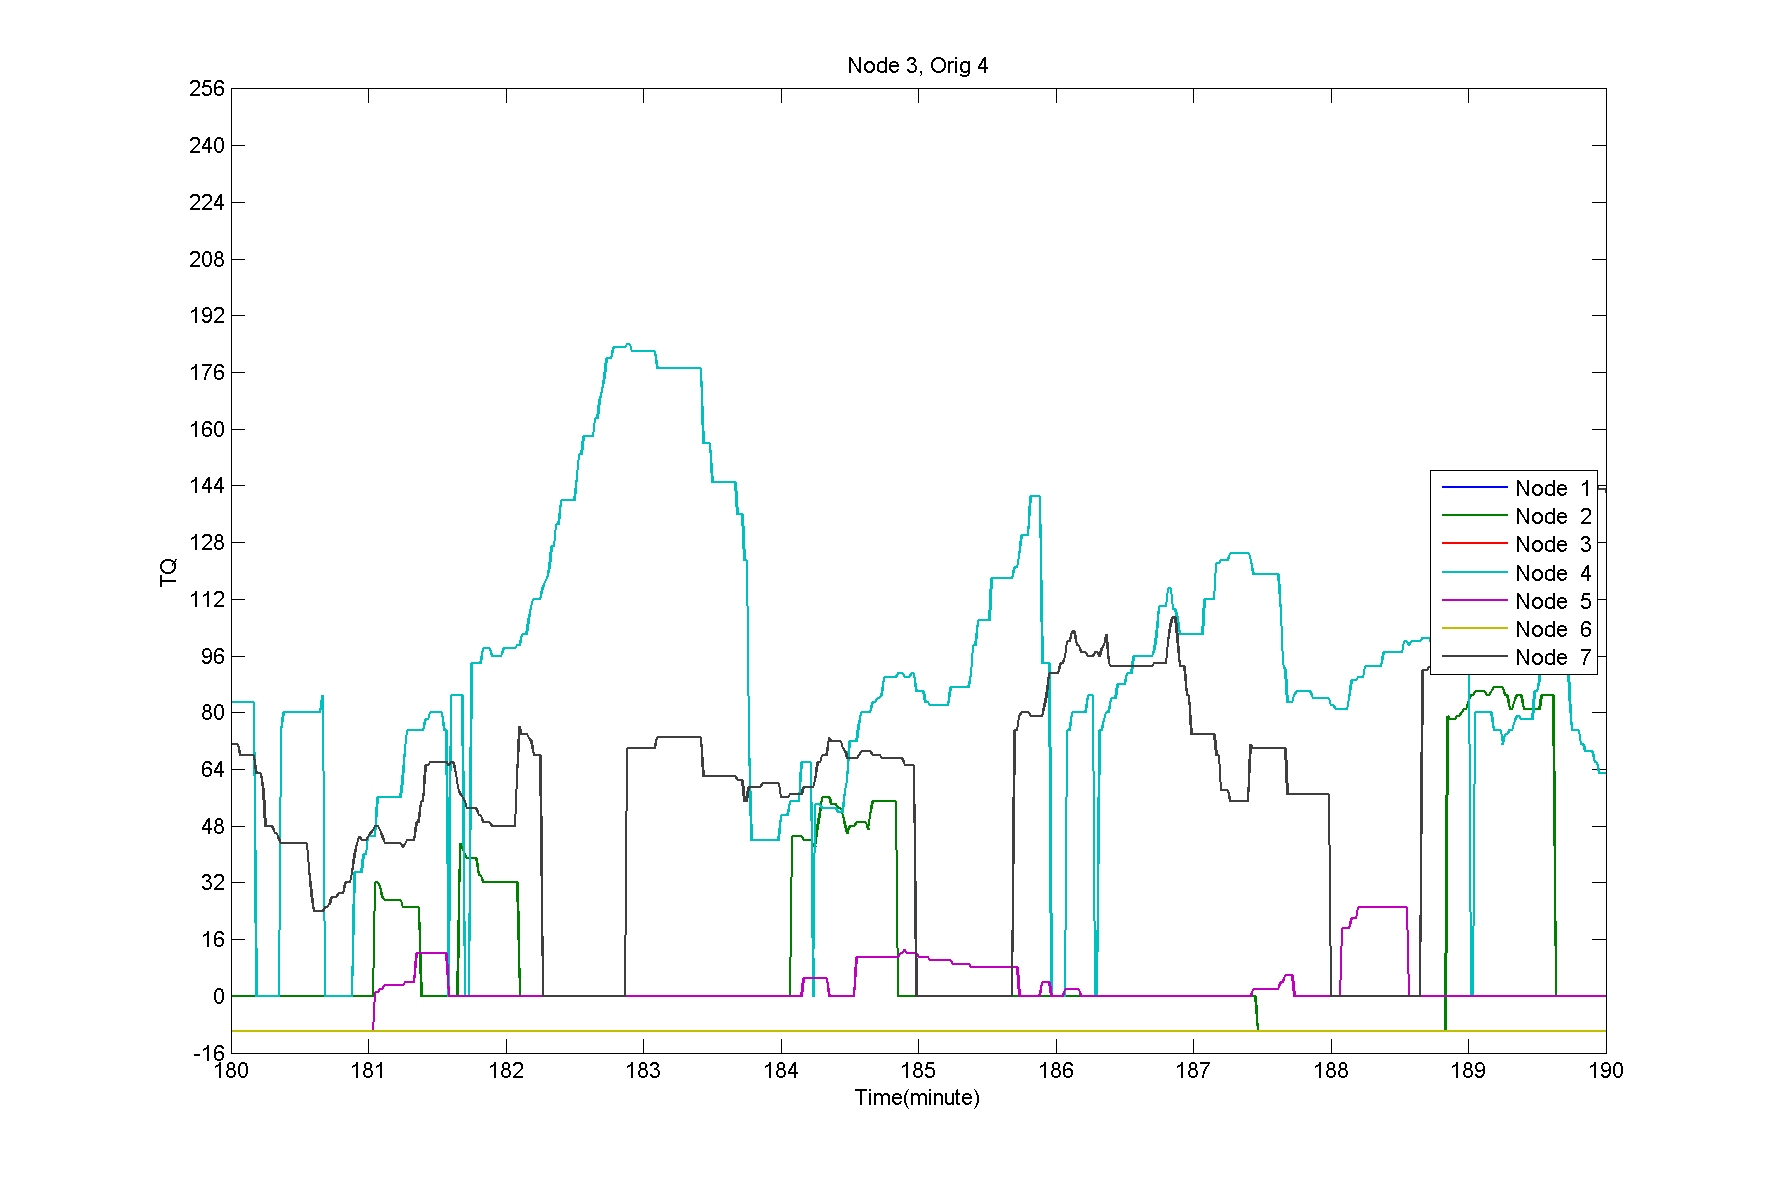 Node 3, Orig 4
256
240
224
208
192
176
160
144
128
112
96
80
64
48
32
16
0
-16
TQ
Node 1
Node 2
Node 3
Node 4
Node 5
Node 6
Node 7
180 181 182 183 184 185 186 187 188 189 190
Time(minute)